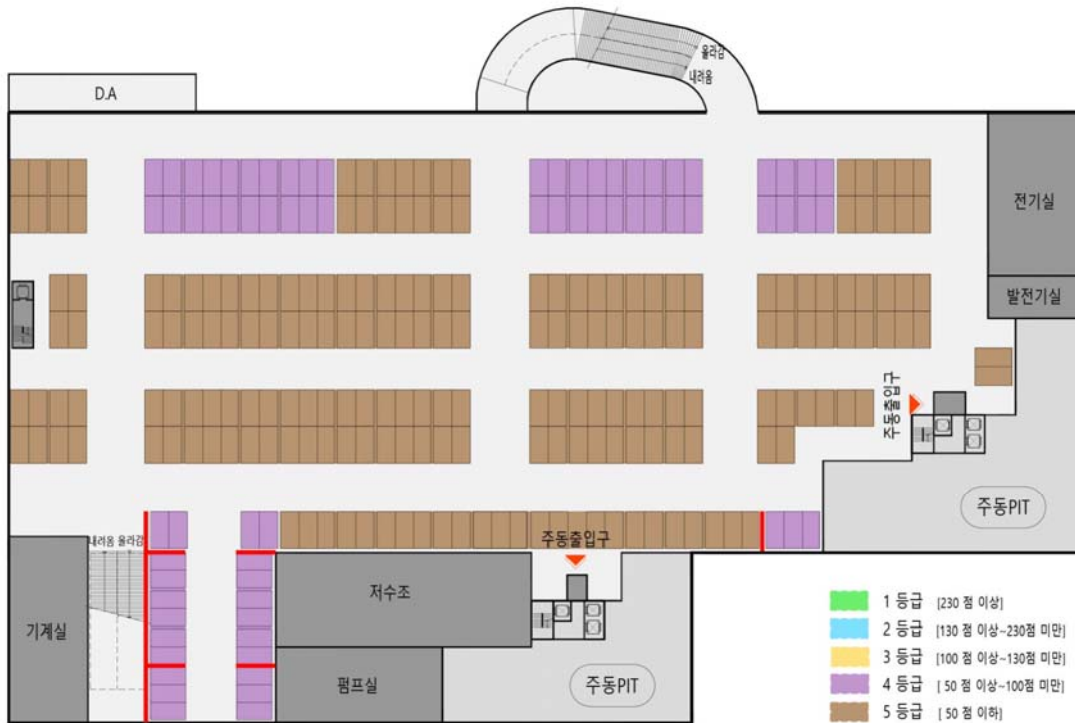 올라감
내려옴
D.A
전기실
발전기실
주동출입구
주동PIT
내려옴 올라감
주동출입구
기계실
저수조
펌프실
주동PIT
1 등급 [230 점 이상]
2 등급 [130 점 이상~230점 미만]
3 등급 [100 점 이상~130점 미만]
4 등급 [ 50 점 이상~100점 미만]
5 등급 [ 50 점 이하]